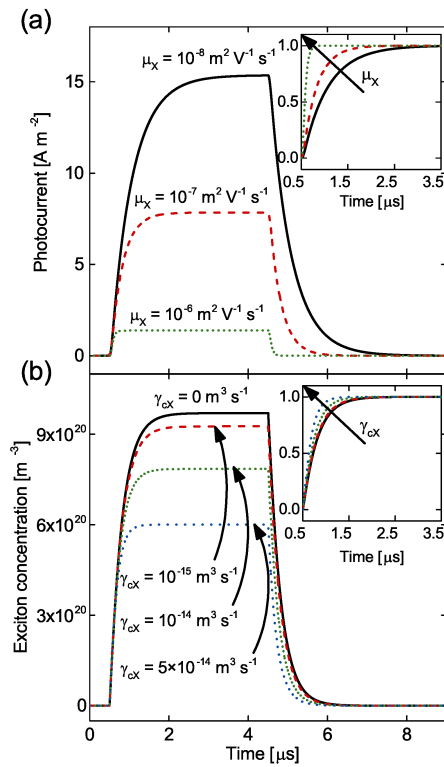 (a)
μX = 10-8 m2 V-1 s-1
μX = 10-7 m2 V-1 s-1
μX = 10-6 m2 V-1 s-1
Photocurrent [A m-2]
15
10
5
0
1.0
0.5
0.0
μX
0.5 1.5 2.5 3.5
Time [μs]
(b)
γcX = 0 m3 s-1
γcX = 10-15 m3 s-1
γcX = 10-14 m3 s-1
γcX = 5×10-14 m3 s-1
Exciton concentration [m-3]
9x1020
6x1020
3x1020
0
1.0
0.5
0.0
γcX
0.5 1.5 2.5 3.5
Time [μs]
0 2 4 6 8
Time [μs]